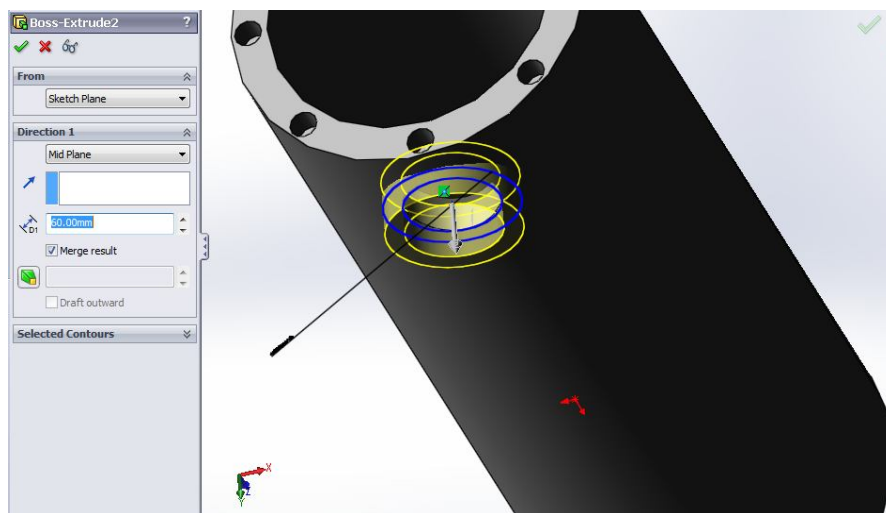 Boss-Extrude2 ?
From
Sketch Plane
Direction 1
Mid Plane
60.00mm
D1
Merge result
Draft outward
Selected Contours
X
Y
Z